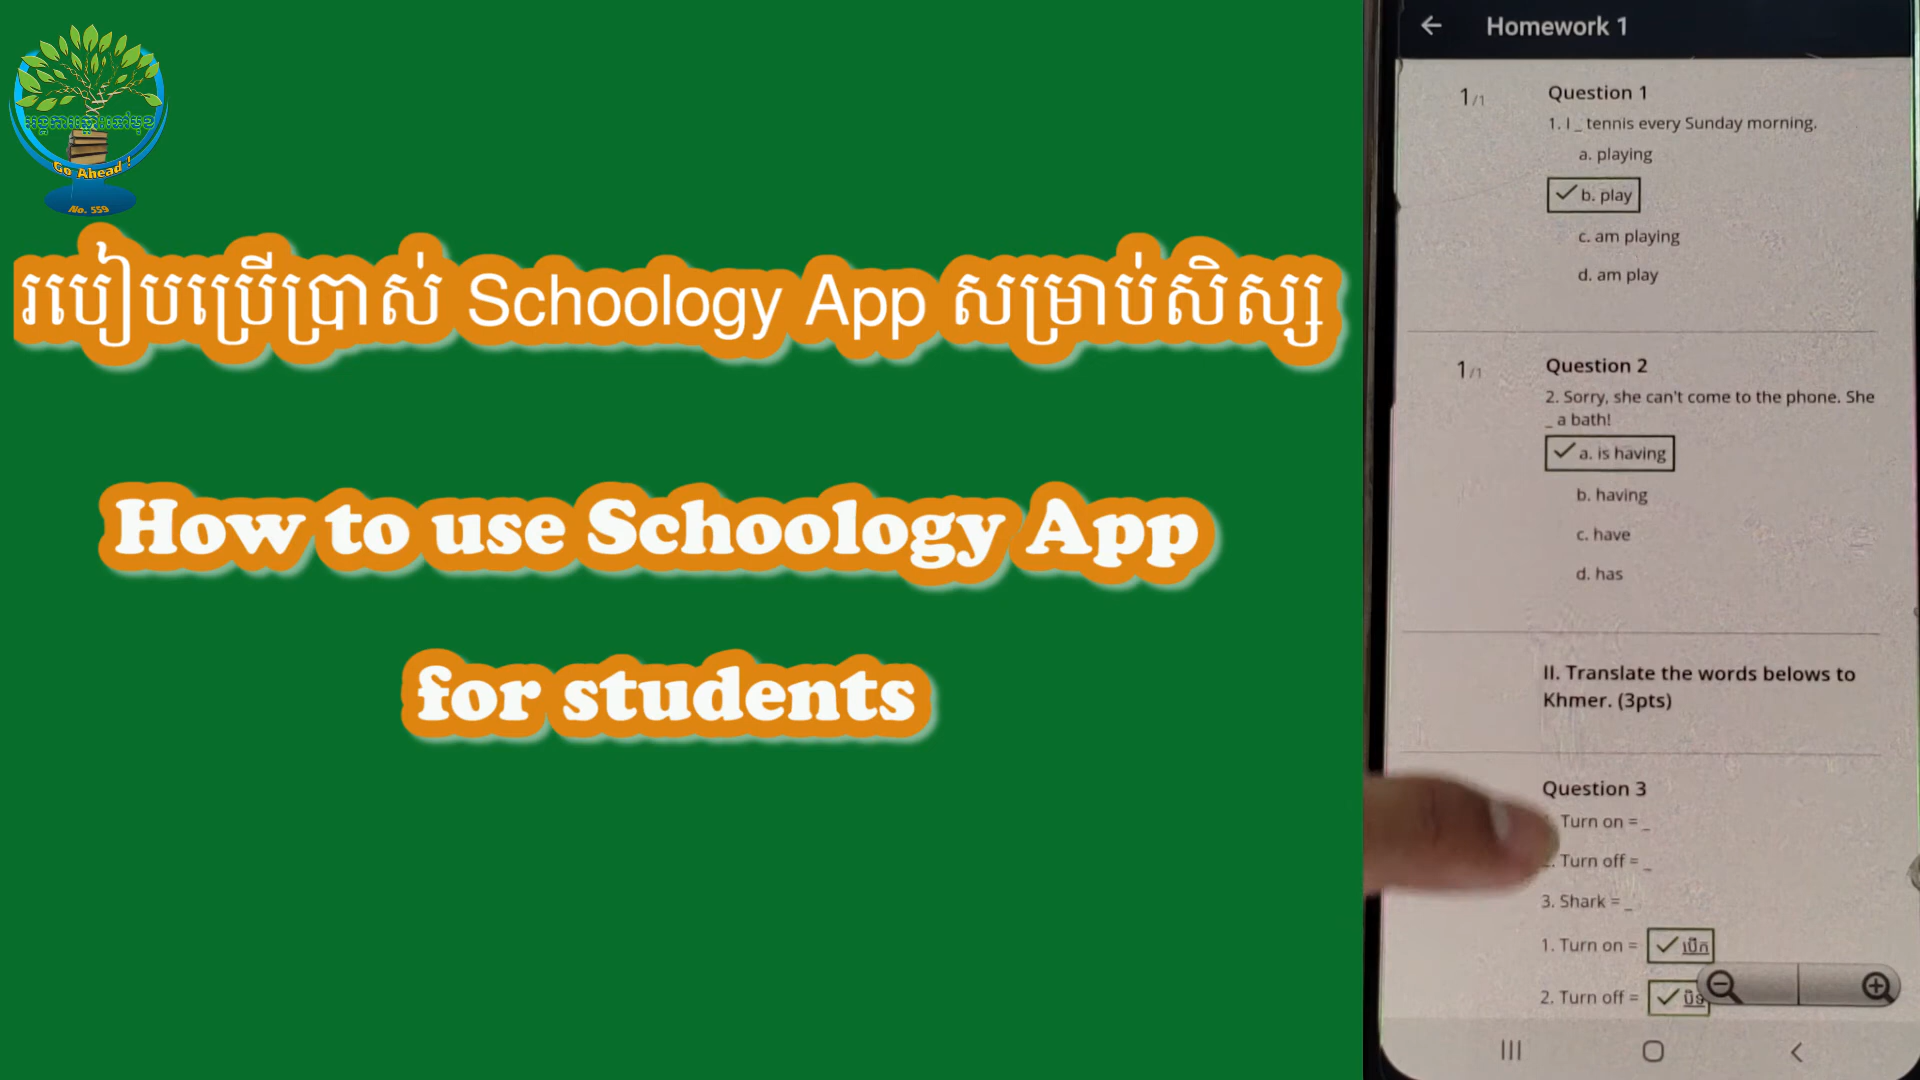 Go Ahead !
No. 559
របៀបប្រើប្រាស់ Schoology App សម្រាប់សិស្ស
How to use Schoology App
for students
Homework 1
1/1
Question 1
1. I _ tennis every Sunday morning.
a. playing
b. play
c. am playing
d. am play
1/1
Question 2
2. Sorry, she can't come to the phone. She
_ a bath!
a. is having
b. having
c. have
d. has
II. Translate the words belows to
Khmer. (3pts)
Question 3
Turn on = _
Turn off = _
3. Shark = _
1. Turn on = បើក
2. Turn off = បិទ